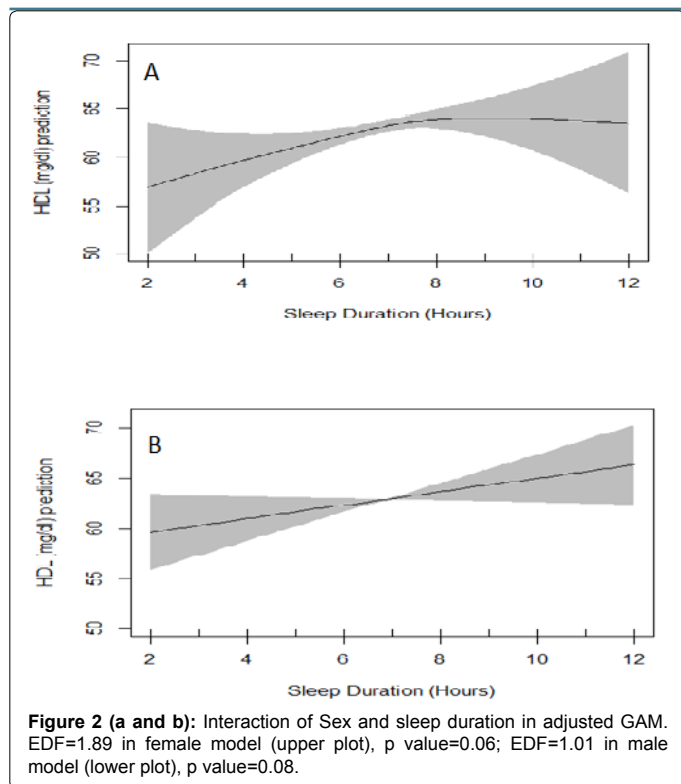 A
HDL (mg/dl) prediction
70
65
60
55
50
2 4 6 8 10 12
Sleep Duration (Hours)
B
HDL (mg/dl) prediction
70
65
60
55
50
2 4 6 8 10 12
Sleep Duration (Hours)
Figure 2 (a and b): Interaction of Sex and sleep duration in adjusted GAM.
EDF=1.89 in female model (upper plot), p value=0.06; EDF=1.01 in male
model (lower plot), p value=0.08.